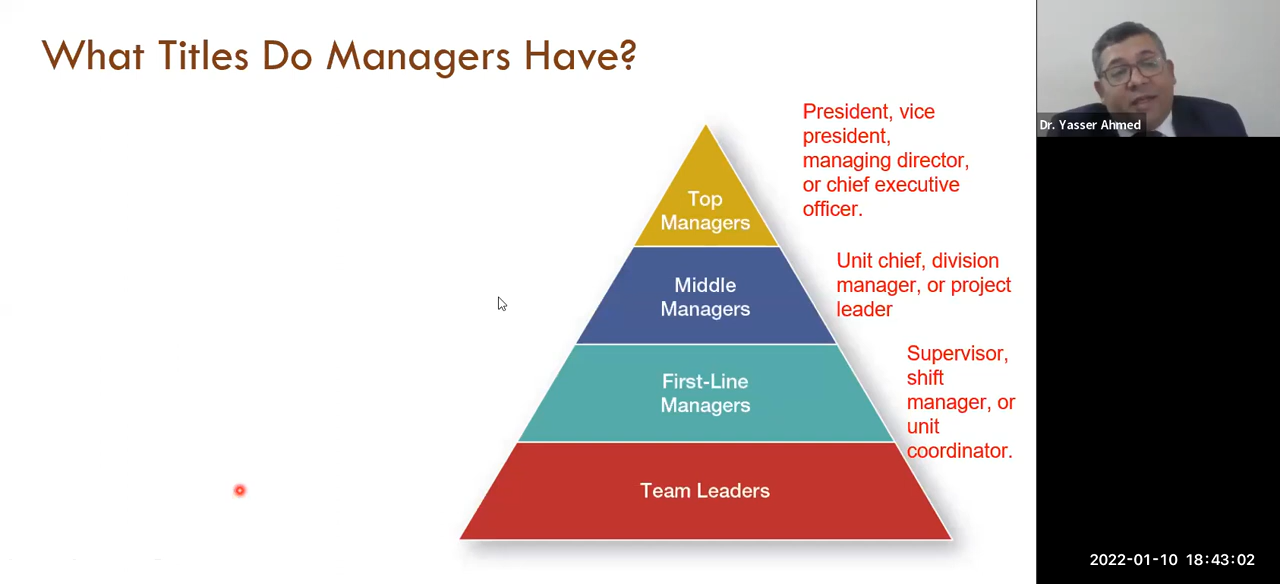 What Titles Do Managers Have?
President, vice
president,
managing director,
or chief executive
officer.
Top
Managers
Unit chief, division
manager, or project
leader
Middle
Managers
Supervisor,
shift
manager, or
unit
coordinator.
First-Line
Managers
Team Leaders
Dr. Yasser Ahmed
2022-01-10 18:43:02